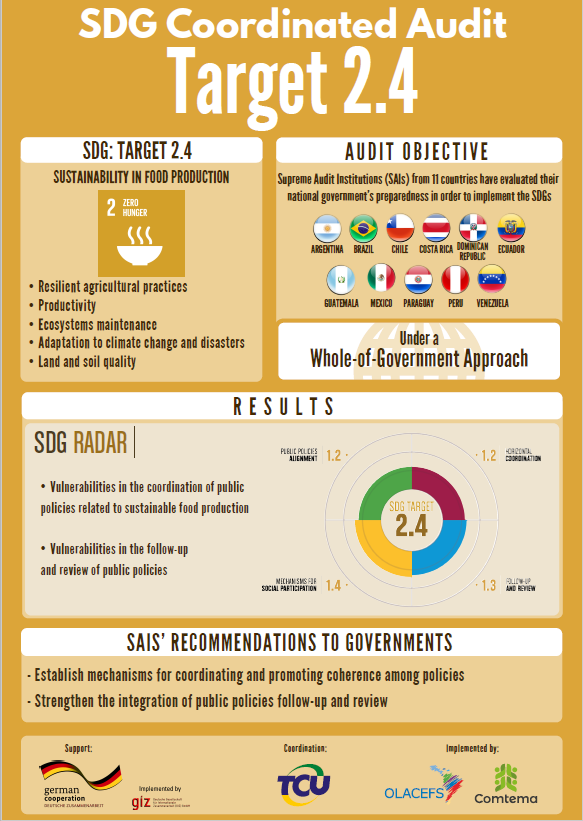 SDG Coordinated Audit
Target 2.4
SDG: TARGET 2.4
SUSTAINABILITY IN FOOD PRODUCTION
2 ZERO
HUNGER
• Resilient agricultural practices
• Productivity
• Ecosystems maintenance
• Adaptation to climate change and disasters
• Land and soil quality
AUDIT OBJECTIVE
Supreme Audit Institutions (SAIs) from 11 countries have evaluated their
national government's preparedness in order to implement the SDGs
ARGENTINA BRAZIL CHILE COSTA RICA DOMINICAN REPUBLIC ECUADOR
GUATEMALA MEXICO PARAGUAY PERU VENEZUELA
Under a
Whole-of-Government Approach
RESULTS
SDG RADAR
• Vulnerabilities in the coordination of public
policies related to sustainable food production
• Vulnerabilities in the follow-up
and review of public policies
PUBLIC POLICIES
ALIGNMENT 1.2
1.2 HORIZONTAL
COORDINATION
SDG TARGET
2.4
MECHANISMS FOR
SOCIAL PARTICIPATION 1.4
1.3 FOLLOW-UP
AND REVIEW
SAIS' RECOMMENDATIONS TO GOVERNMENTS
- Establish mechanisms for coordinating and promoting coherence among policies
- Strengthen the integration of public policies follow-up and review
Support:
german
cooperation
DEUTSCHE ZUSAMMENARBEIT
Implemented by
giz
Coordination:
TCU
Implemented by:
OLACEFS
Comtema